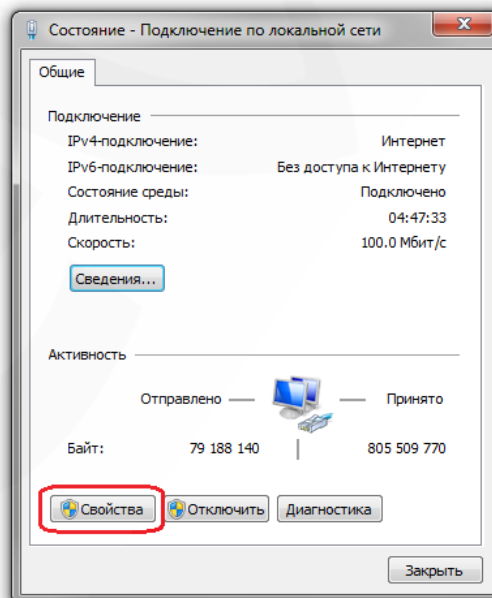 Состояние - Подключение по локальной сети
Общие
Подключение
IPv4-подключение: Интернет
IPv6-подключение: Без доступа к Интернету
Состояние среды: Подключено
Длительность: 04:47:33
Скорость: 100.0 Мбит/с
Сведения...
Активность
Отправлено — — Принято
Байт: 79 188 140 | 805 509 770
Свойства Отключить Диагностика
Закрыть